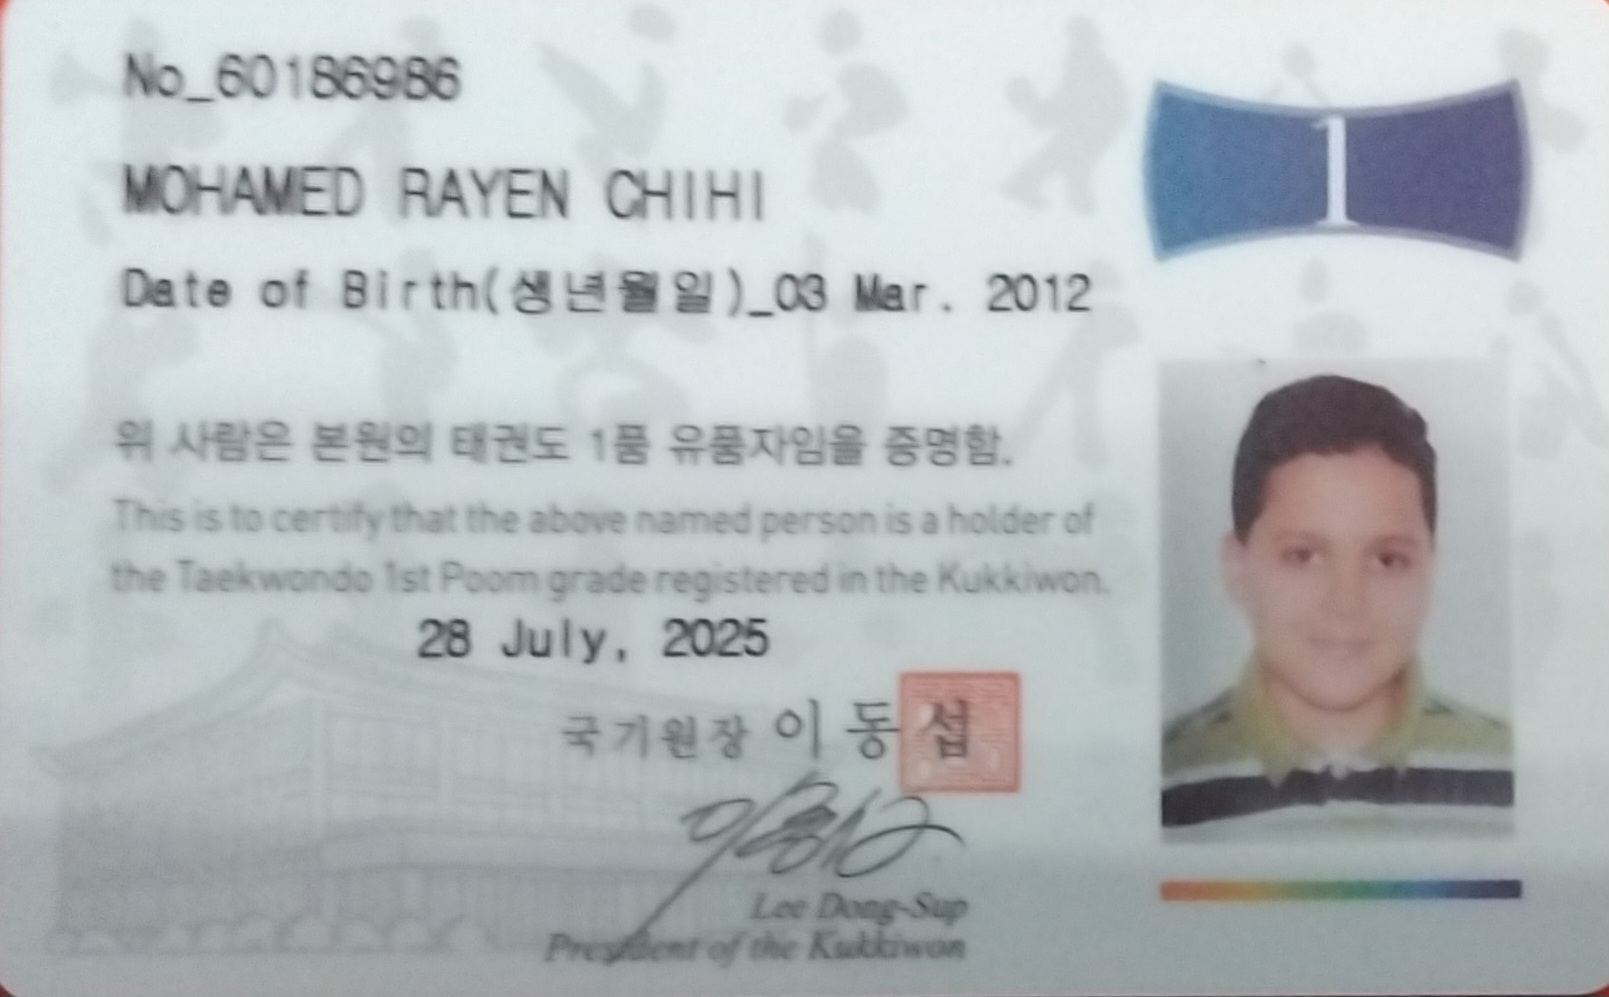 No_60186986
1
MOHAMED RAYEN CHIHI
Date of Birth(생년월일)_03 Mar. 2012
위 사람은 본원의 태권도 1품 유품자임을 증명함.
This is to certify that the above named person is a holder of
the Taekwondo 1st Poom grade registered in the Kukkiwon.
28 July, 2025
국기원장 이동섭
Lee Dong-Sup
President of the Kukkiwon